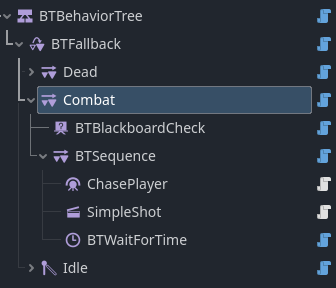 BTBehaviorTree
BTFallback
Dead
Combat
BTBlackboardCheck
BTSequence
ChasePlayer
SimpleShot
BTWaitForTime
Idle